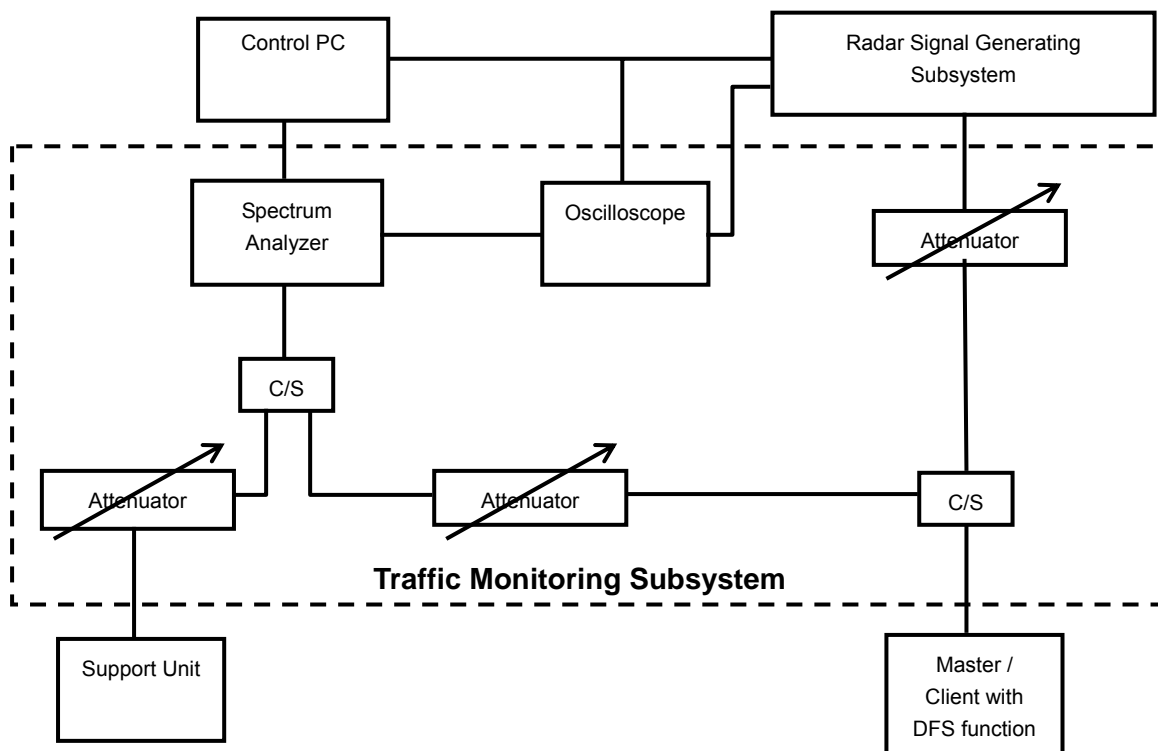 Control PC
Radar Signal Generating
Subsystem
Spectrum
Analyzer
Oscilloscope
Attenuator
C/S
Attenuator
Attenuator
C/S
Traffic Monitoring Subsystem
Support Unit
Master /
Client with
DFS function